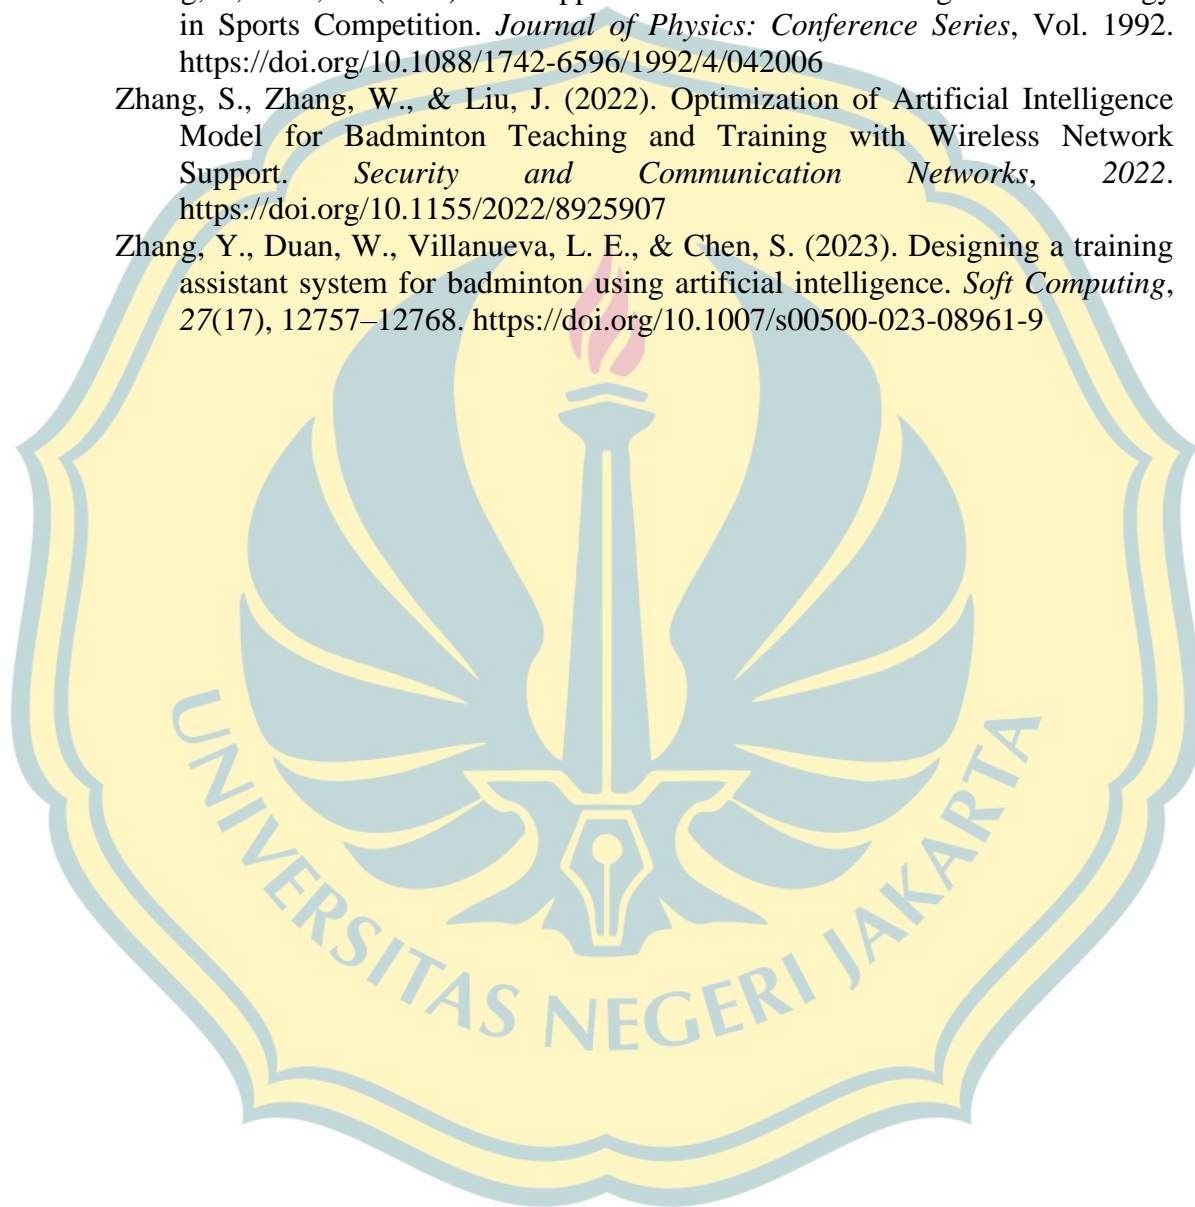 in Sports Competition. Journal of Physics: Conference Series, Vol. 1992.
https://doi.org/10.1088/1742-6596/1992/4/042006
Zhang, S., Zhang, W., & Liu, J. (2022). Optimization of Artificial Intelligence
Model for Badminton Teaching and Training with Wireless Network
Support. Security and Communication Networks, 2022.
https://doi.org/10.1155/2022/8925907
Zhang, Y., Duan, W., Villanueva, L. E., & Chen, S. (2023). Designing a training
assistant system for badminton using artificial intelligence. Soft Computing,
27(17), 12757–12768. https://doi.org/10.1007/s00500-023-08961-9
UNIVERSITAS NEGERI JAKARTA